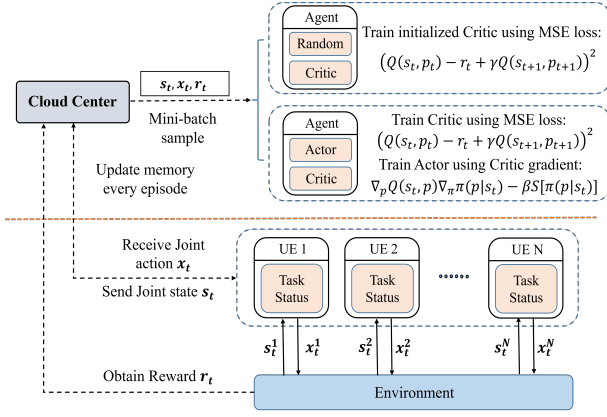 Agent
Random
Critic
Train initialized Critic using MSE loss:
(Q(s_t, p_t) − r_t + γQ(s_{t+1}, p_{t+1}))^2
Cloud Center
s_t, x_t, r_t
Mini-batch
sample
Agent
Actor
Critic
Train Critic using MSE loss:
(Q(s_t, p_t) − r_t + γQ(s_{t+1}, p_{t+1}))^2
Train Actor using Critic gradient:
∇_p Q(s_t, p)∇_π π(p|s_t) − βS[π(p|s_t)]
Update memory
every episode
Receive Joint
action x_t
Send Joint state s_t
UE 1
Task
Status
UE 2
Task
Status
......
UE N
Task
Status
s_t^1
x_t^1
s_t^2
x_t^2
s_t^N
x_t^N
Obtain Reward r_t
Environment